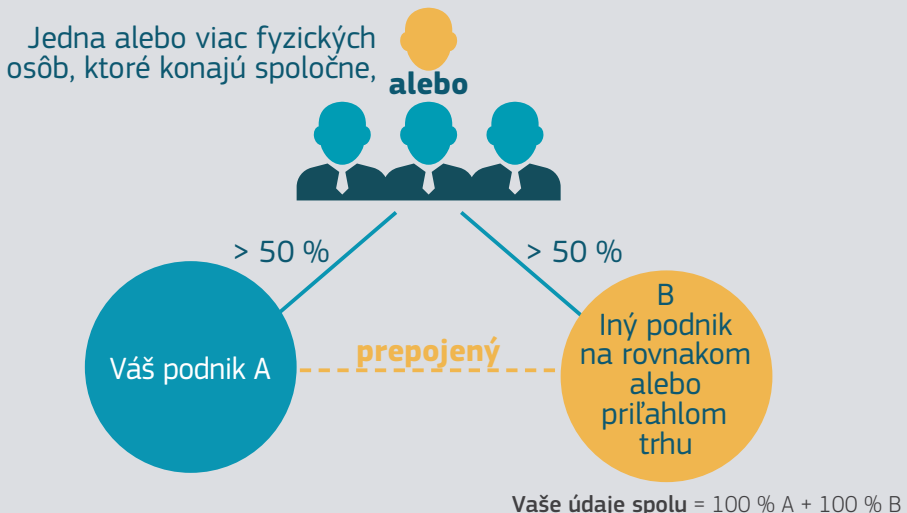 Jedna alebo viac fyzických
osôb, ktoré konajú spoločne,
alebo
> 50 %
> 50 %
Váš podnik A
prepojený
B
Iný podnik
na rovnakom
alebo
priľahlom
trhu
Vaše údaje spolu = 100 % A + 100 % B